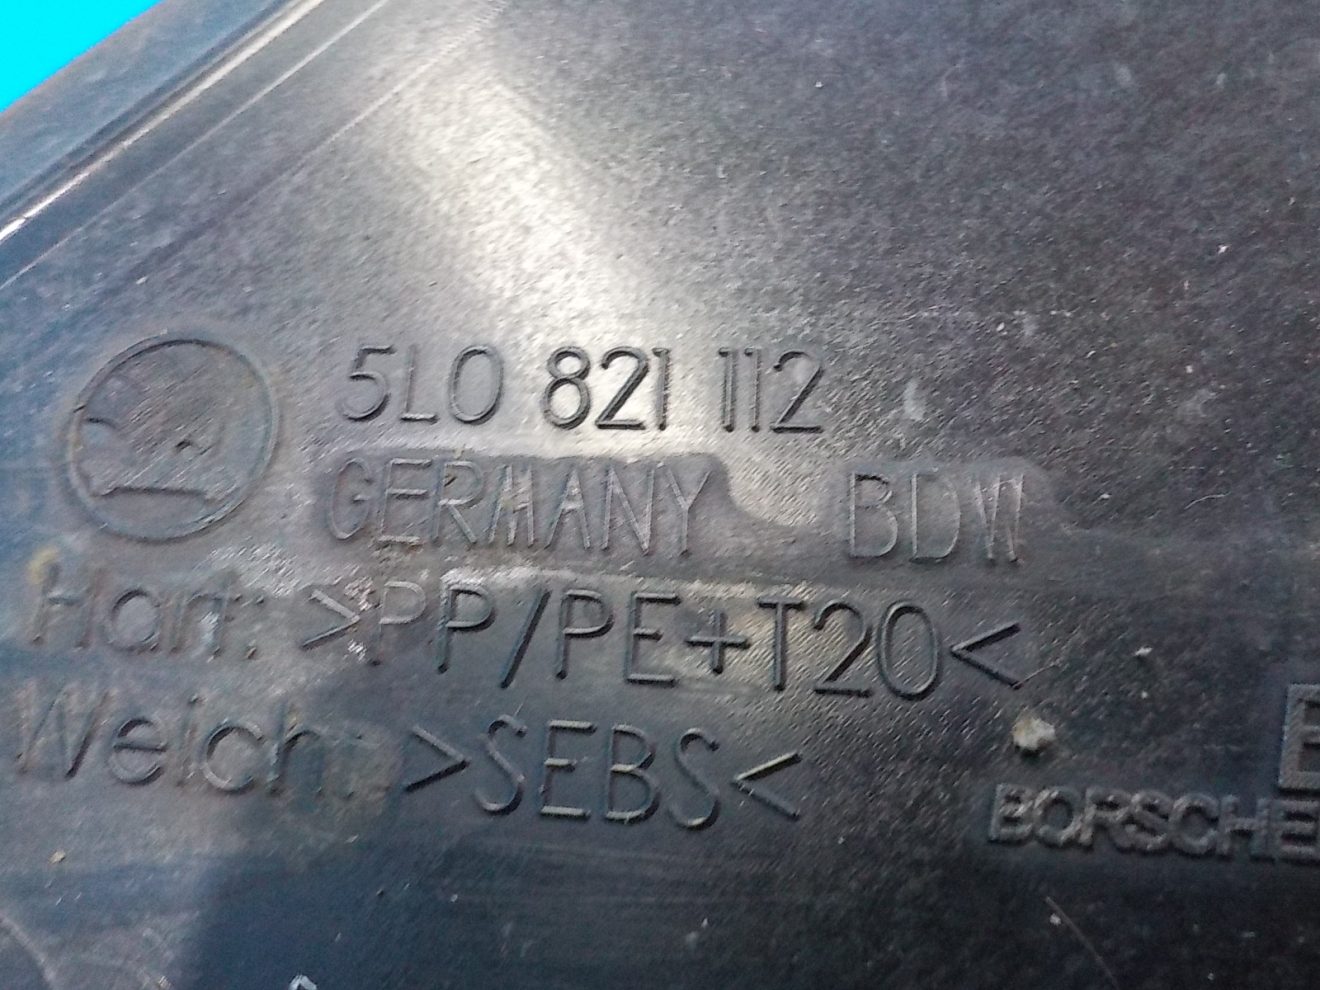 5L0 821 112
GERMANY BDW
Hart: >PP/PE+T20<
Weich: >SEBS<
BORSCHE